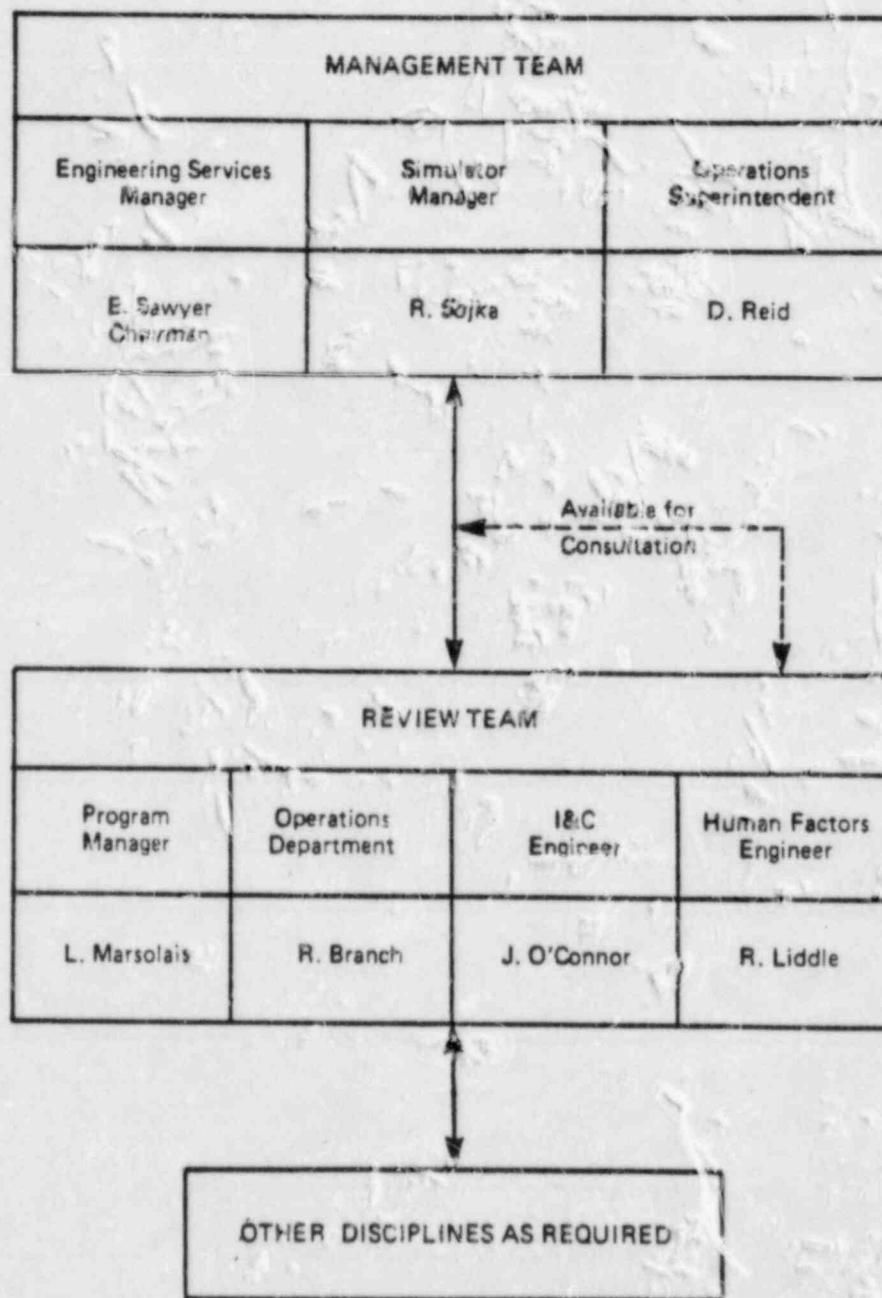 MANAGEMENT TEAM
Engineering Services
Manager
Simulator
Manager
Operations
Superintendent
E. Sawyer
Chairman
R. Sojka
D. Reid
Available for
Consultation
REVIEW TEAM
Program
Manager
Operations
Department
I&C
Engineer
Human Factors
Engineer
L. Marsolais
R. Branch
J. O'Connor
R. Liddle
OTHER DISCIPLINES AS REQUIRED